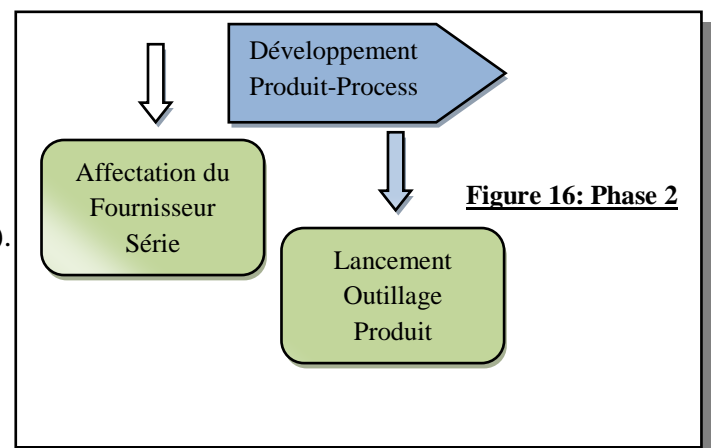 Développement
Produit-Process
Affectation du
Fournisseur
Série
Figure 16: Phase 2
).
Lancement
Outillage
Produit